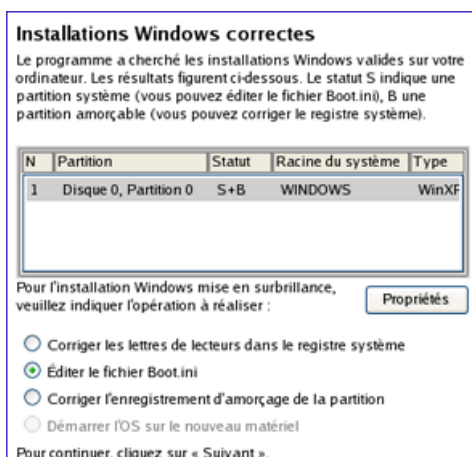 Installations Windows correctes
Le programme a cherché les installations Windows valides sur votre
ordinateur. Les résultats figurent ci-dessous. Le statut S indique une
partition système (vous pouvez éditer le fichier Boot.ini), B une
partition amorçable (vous pouvez corriger le registre système).
N Partition Statut Racine du système Type
1 Disque 0, Partition 0 S+B WINDOWS WinXP
Pour l'installation Windows mise en surbrillance,
veuillez indiquer l'opération à réaliser :
Propriétés
Corriger les lettres de lecteurs dans le registre système
Éditer le fichier Boot.ini
Corriger l'enregistrement d'amorçage de la partition
Démarrer l'OS sur le nouveau matériel
Pour continuer, cliquez sur « Suivant ».